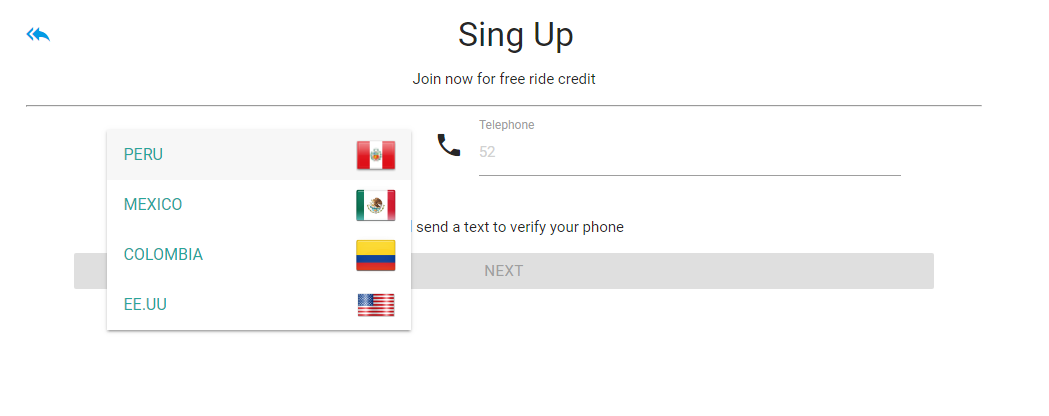 Sing Up
Join now for free ride credit
Telephone
52
PERU
MEXICO
COLOMBIA
EE.UU
send a text to verify your phone
NEXT